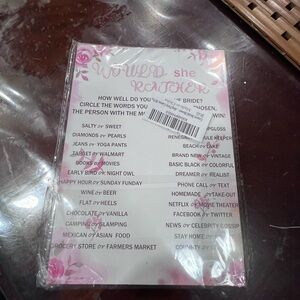 WOULD she
RATHER
HOW WELL DO YOU BRIDE?
CIRCLE THE WORDS YOU CHOSEN,
THE PERSON WITH THE
SALTY or SWEET
DIAMONDS or PEARLS
JEANS or YOGA PANTS
TARGET or WALMART
BOOKS or MOVIES
EARLY BIRD or NIGHT OWL
HAPPY HOUR or SUNDAY FUNDAY
WINE or BEER
FLAT or HEELS
CHOCOLATE or VANILLA
CAMPING or GLAMPING
MEXICAN or ASIAN FOOD
GROCERY STORE or FARMERS MARKET
BEACH or LAKE
BRAND NEW or VINTAGE
BASIC BLACK or COLORFUL
DREAMER or REALIST
PHONE CALL or TEXT
HOMEMADE or TAKE-OUT
NETFLIX or MOVIE THEATER
FACEBOOK or TWITTER
NEWS or CELEBRITY GOSSIP
STAY HOME
COUNTRY